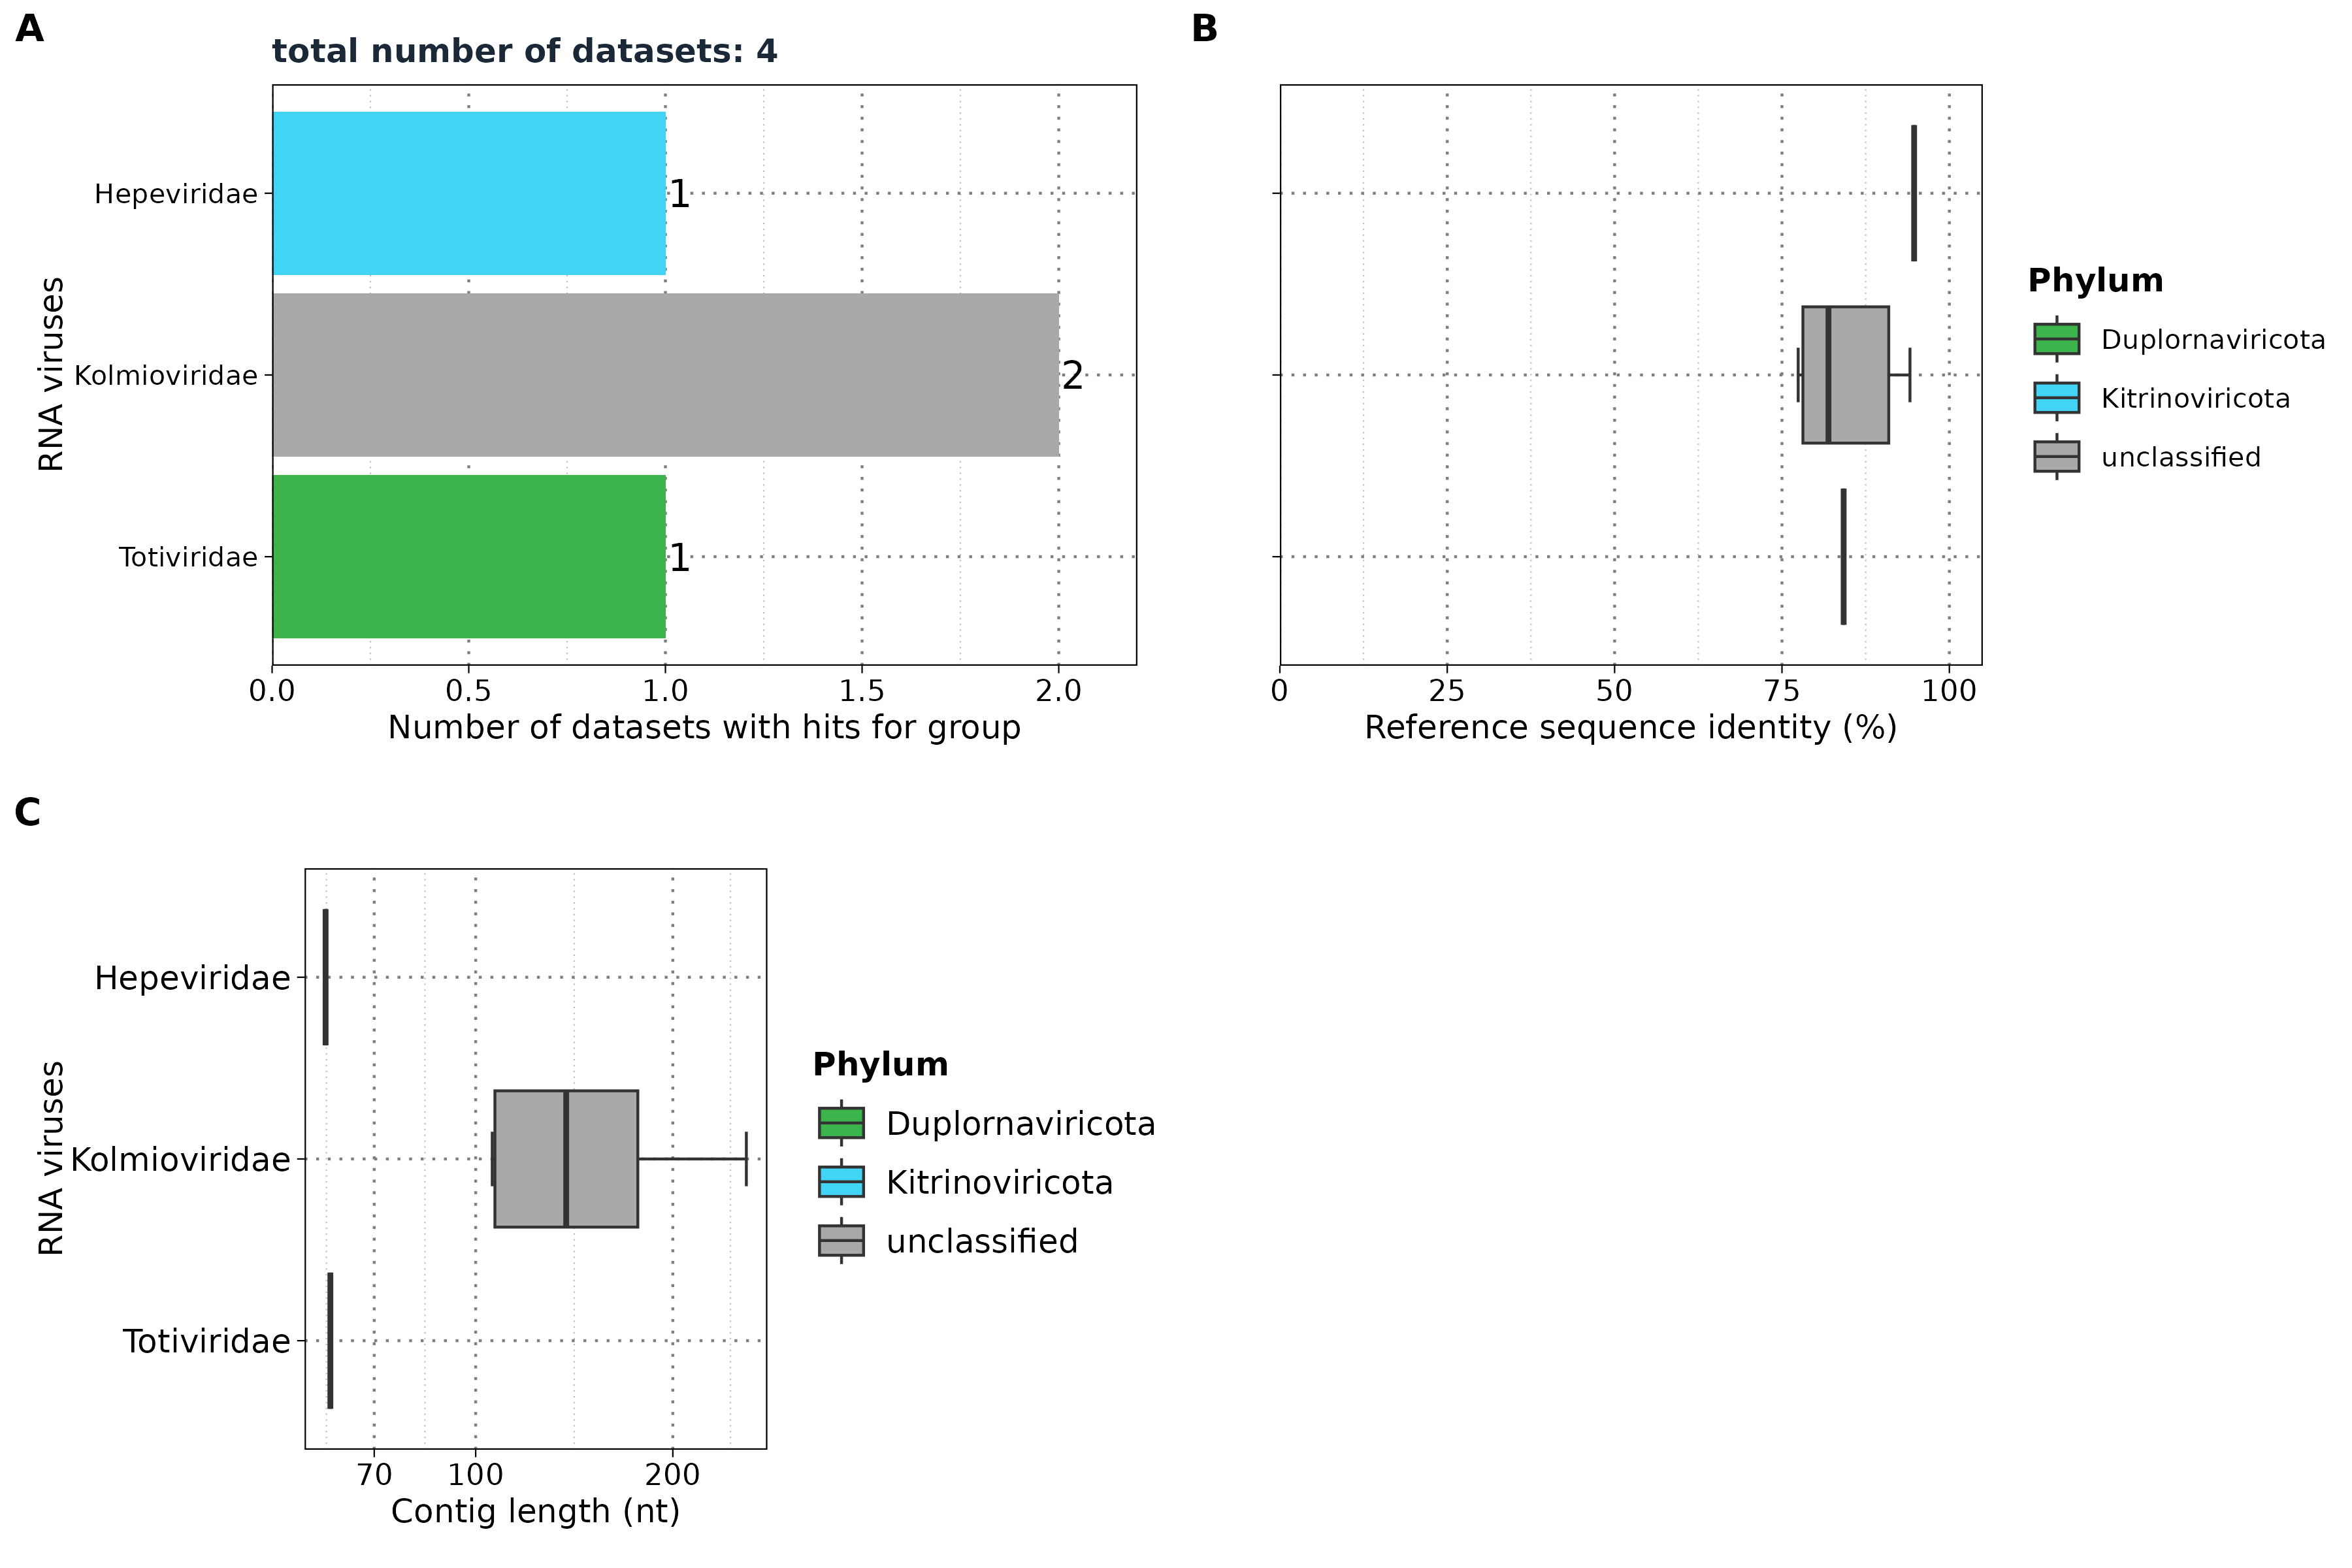 A
total number of datasets: 4
RNA viruses
Hepeviridae
Kolmioviridae
Totiviridae
1
2
1
0.0 0.5 1.0 1.5 2.0
Number of datasets with hits for group
B
0 25 50 75 100
Reference sequence identity (%)
Phylum
Duplornaviricota
Kitrinoviricota
unclassified
C
RNA viruses
Hepeviridae
Kolmioviridae
Totiviridae
70 100 200
Contig length (nt)
Phylum
Duplornaviricota
Kitrinoviricota
unclassified